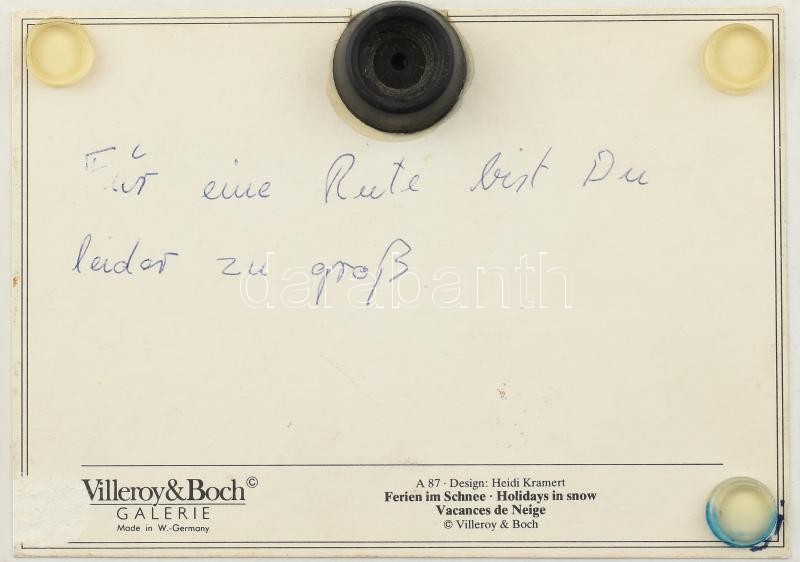 Für eine Rute bist Du
leider zu groß
darabanth
Villeroy&Boch©
GALERIE
Made in W.-Germany
A 87 · Design: Heidi Kramert
Ferien im Schnee · Holidays in snow
Vacances de Neige
© Villeroy & Boch